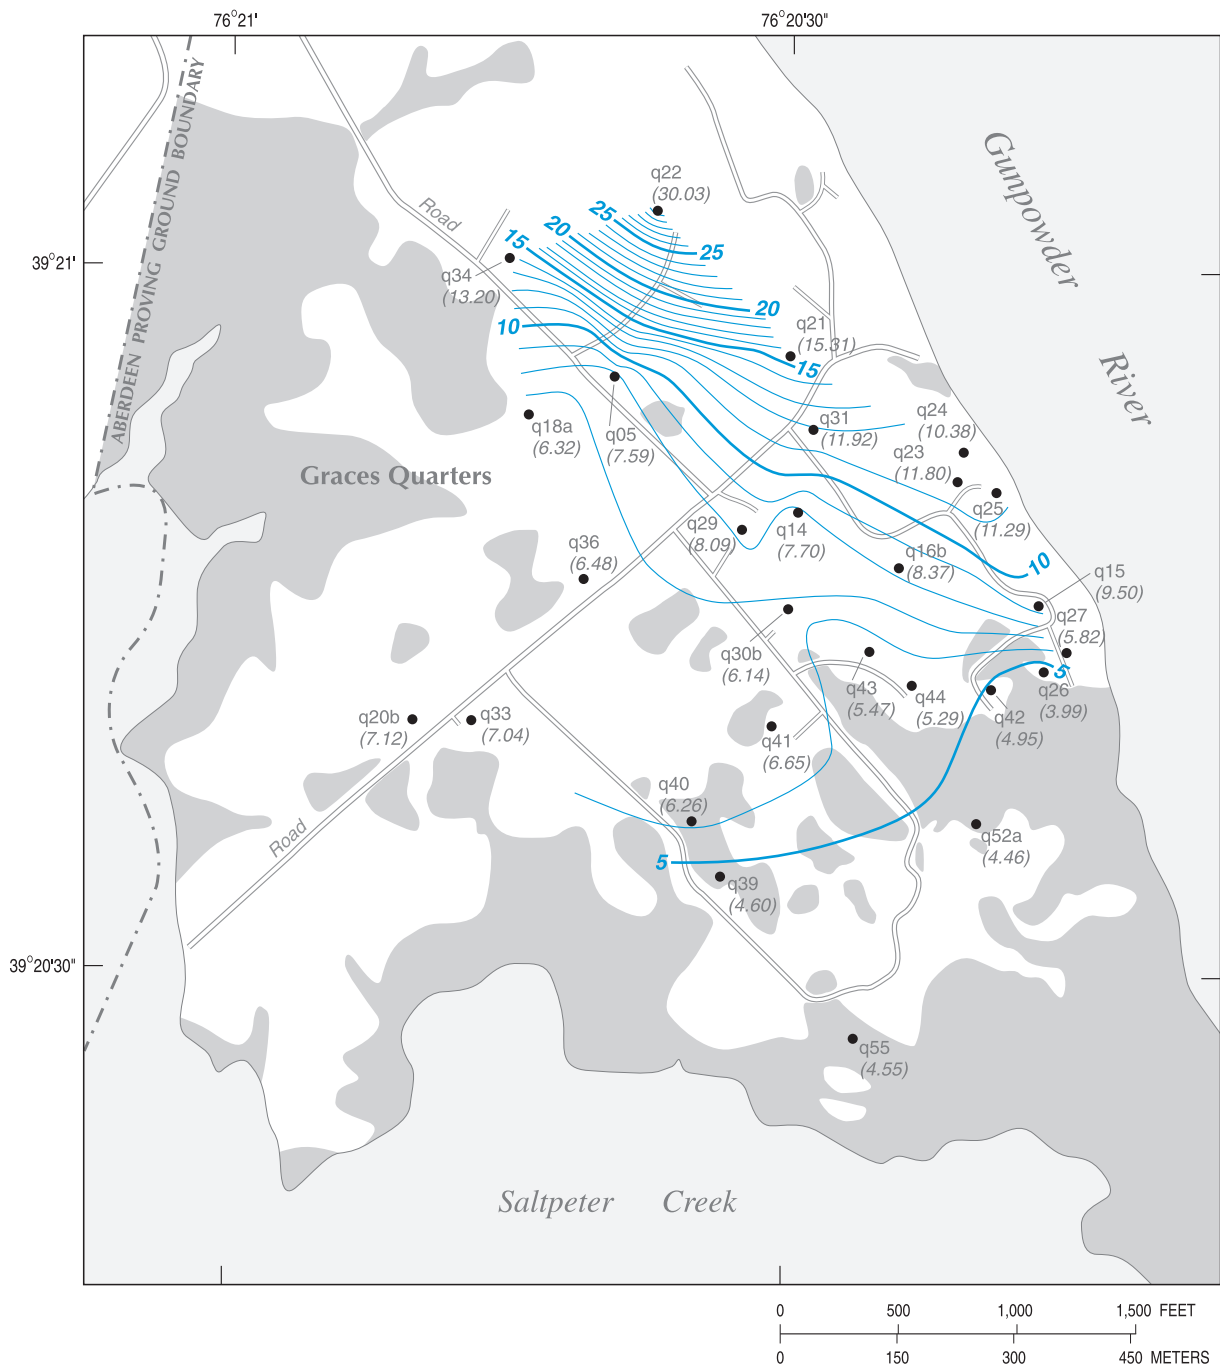 76°21'
76°20'30"
ABERDEEN PROVING GROUND BOUNDARY
Gunpowder
River
q22
(30.03)
Road
25
20
15
25
39°21'
q34
(13.20)
20
10
q21
(15.31)
15
q24
(10.38)
q31
(11.92)
q18a
(6.32)
q05
(7.59)
q23
(11.80)
Graces Quarters
q25
(11.29)
q29
(8.09)
q14
(7.70)
q36
(6.48)
q16b
(8.37)
10
q15
(9.50)
q27
(5.82)
q30b
(6.14)
5
q43
(5.47)
q44
(5.29)
q26
(3.99)
q42
(4.95)
q20b
(7.12)
q33
(7.04)
q41
(6.65)
q40
(6.26)
Road
q52a
(4.46)
5
q39
(4.60)
39°20'30"
q55
(4.55)
Saltpeter Creek
0 500 1,000 1,500 FEET
0 150 300 450 METERS